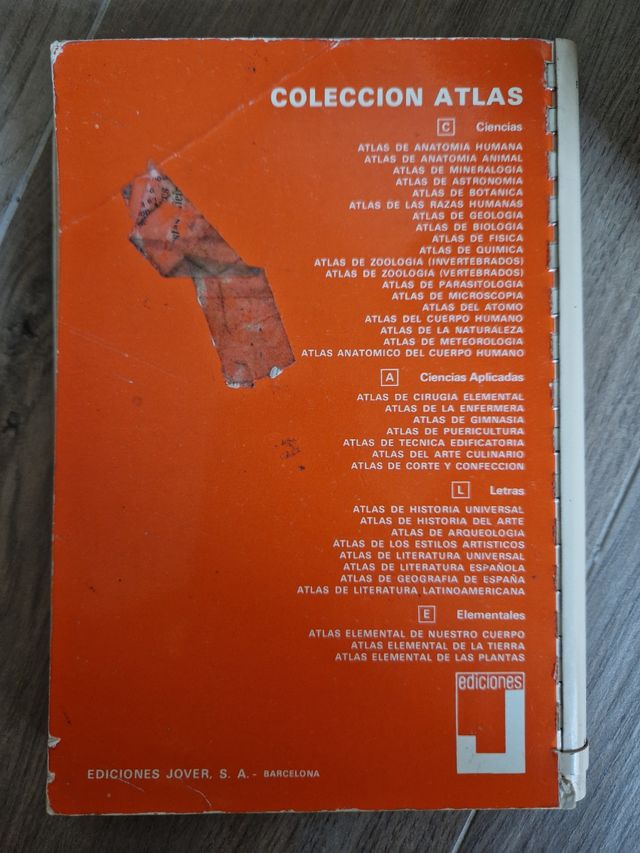 COLECCION ATLAS
C Ciencias
ATLAS DE ANATOMIA HUMANA
ATLAS DE ANATOMIA ANIMAL
ATLAS DE MINERALOGIA
ATLAS DE ASTRONOMIA
ATLAS DE BOTANICA
ATLAS DE LAS RAZAS HUMANAS
ATLAS DE GEOLOGIA
ATLAS DE BIOLOGIA
ATLAS DE FISICA
ATLAS DE QUIMICA
ATLAS DE ZOOLOGIA (INVERTEBRADOS)
ATLAS DE ZOOLOGIA (VERTEBRADOS)
ATLAS DE PARASITOLOGIA
ATLAS DE MICROSCOPIA
ATLAS DEL ATOMO
ATLAS DEL CUERPO HUMANO
ATLAS DE LA NATURALEZA
ATLAS DE METEOROLOGIA
ATLAS ANATOMICO DEL CUERPO HUMANO
A Ciencias Aplicadas
ATLAS DE CIRUGIA ELEMENTAL
ATLAS DE LA ENFERMERA
ATLAS DE GIMNASIA
ATLAS DE PUERICULTURA
ATLAS DE TECNICA EDIFICATORIA
ATLAS DEL ARTE CULINARIO
ATLAS DE CORTE Y CONFECCION
L Letras
ATLAS DE HISTORIA UNIVERSAL
ATLAS DE HISTORIA DEL ARTE
ATLAS DE ARQUEOLOGIA
ATLAS DE LOS ESTILOS ARTISTICOS
ATLAS DE LITERATURA UNIVERSAL
ATLAS DE LITERATURA ESPAÑOLA
ATLAS DE GEOGRAFIA DE ESPAÑA
ATLAS DE LITERATURA LATINOAMERICANA
E Elementales
ATLAS ELEMENTAL DE NUESTRO CUERPO
ATLAS ELEMENTAL DE LA TIERRA
ATLAS ELEMENTAL DE LAS PLANTAS
ediciones
J
EDICIONES JOVER, S. A. - BARCELONA